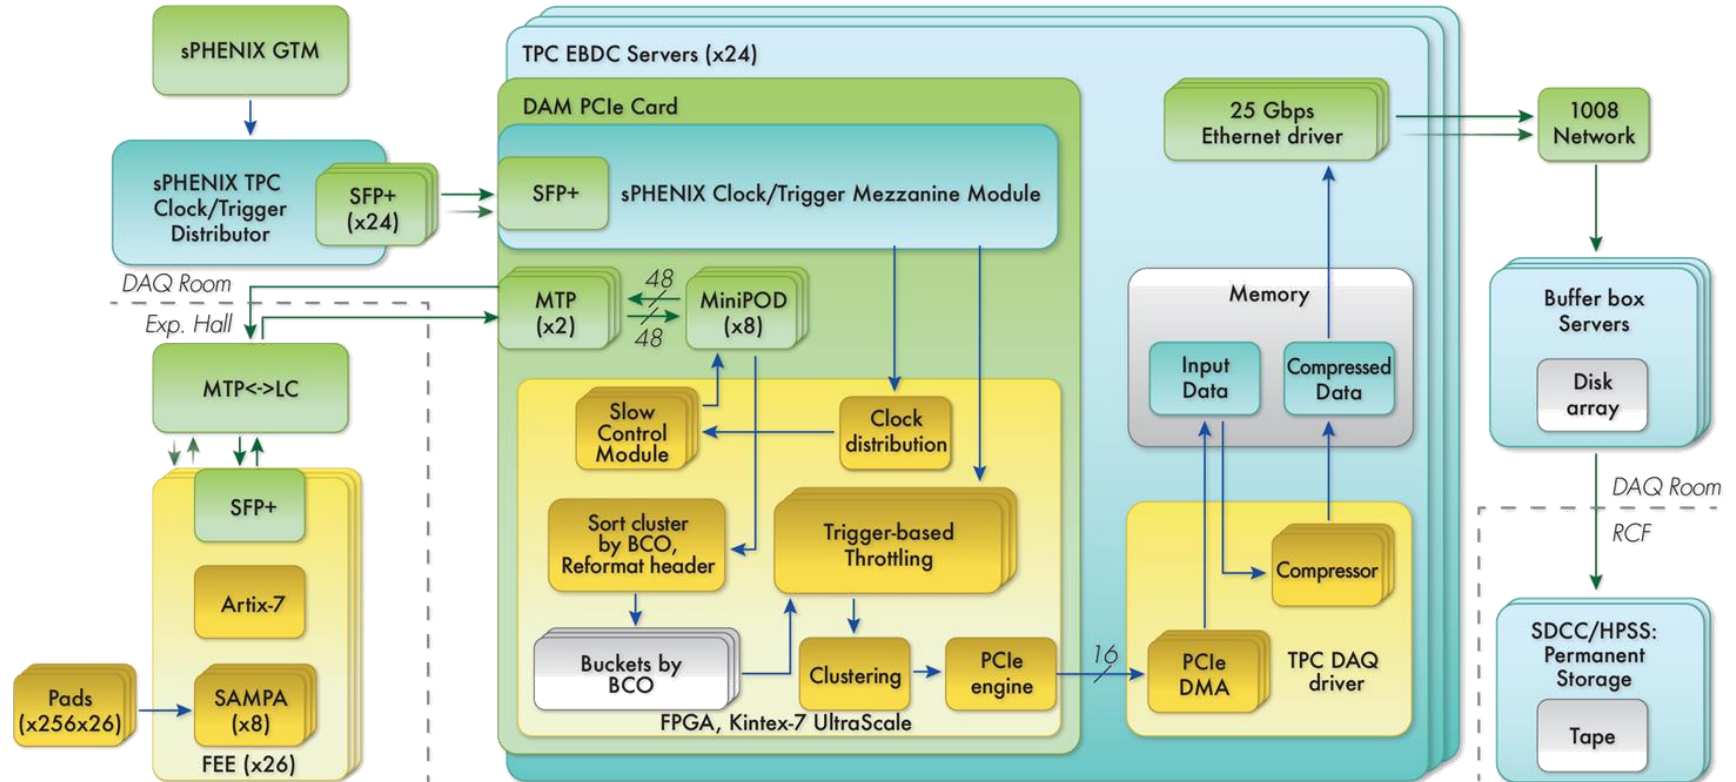 sPHENIX GTM
sPHENIX TPC
Clock/Trigger
Distributor
SFP+
(x24)
DAQ Room
Exp. Hall
MTP<->LC
SFP+
Artix-7
SAMPA
(x8)
FEE (x26)
Pads
(x256x26)
TPC EBDC Servers (x24)
DAM PCIe Card
SFP+
sPHENIX Clock/Trigger Mezzanine Module
MTP
(x2)
48
48
MiniPOD
(x8)
Slow
Control
Module
Clock
distribution
Sort cluster
by BCO,
Reformat header
Trigger-based
Throttling
Buckets by
BCO
Clustering
PCIe
engine
FPGA, Kintex-7 UltraScale
16
25 Gbps
Ethernet driver
Memory
Input
Data
Compressed
Data
Compressor
PCIe
DMA
TPC DAQ
driver
1008
Network
Buffer box
Servers
Disk
array
DAQ Room
RCF
SDCC/HPSS:
Permanent
Storage
Tape